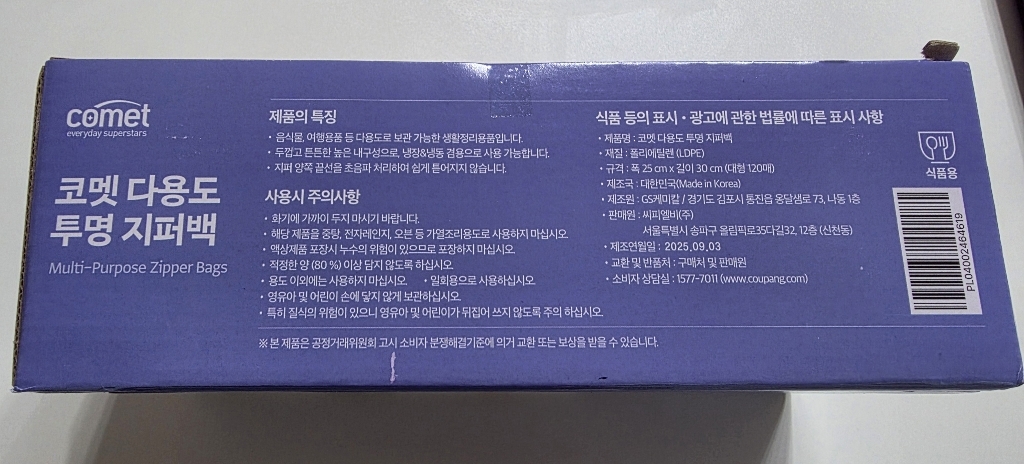 comet
everyday superstars
코멧 다용도
투명 지퍼백
Multi-Purpose Zipper Bags
제품의 특징
• 음식물, 여행용품 등 다용도로 보관 가능한 생활정리용품입니다.
• 두껍고 튼튼한 높은 내구성으로, 냉장&냉동 겸용으로 사용 가능합니다.
• 지퍼 양쪽 끝선을 초음파 처리하여 쉽게 뜯어지지 않습니다.
사용시 주의사항
• 화기에 가까이 두지 마시기 바랍니다.
• 해당 제품을 중탕, 전자레인지, 오븐 등 가열조리용도로 사용하지 마십시오.
• 액상제품 포장시 누수의 위험이 있으므로 포장하지 마십시오.
• 적정한 양(80 %) 이상 담지 않도록 하십시오.
• 용도 이외에는 사용하지 마십시오. • 일회용으로 사용하십시오.
• 영유아 및 어린이 손에 닿지 않게 보관하십시오.
• 특히 질식의 위험이 있으니 영유아 및 어린이가 뒤집어 쓰지 않도록 주의 하십시오.
※ 본 제품은 공정거래위원회 고시 소비자 분쟁해결기준에 의거 교환 또는 보상을 받을 수 있습니다.
식품 등의 표시 • 광고에 관한 법률에 따른 표시 사항
• 제품명 : 코멧 다용도 투명 지퍼백
• 재질 : 폴리에틸렌 (LDPE)
• 규격 : 폭 25 cm x 길이 30 cm (대형 120매)
• 제조국 : 대한민국(Made in Korea)
• 제조원 : GS케미칼 / 경기도 김포시 통진읍 옹달샘로 73, 나동 1층
• 판매원 : 씨피엘비(주)
서울특별시 송파구 올림픽로35다길32, 12층 (신천동)
• 제조연월일 : 2025.09.03
• 교환 및 반품처 : 구매처 및 판매원
• 소비자 상담실 : 1577-7011 (www.coupang.com)
식품용
PL04002464619